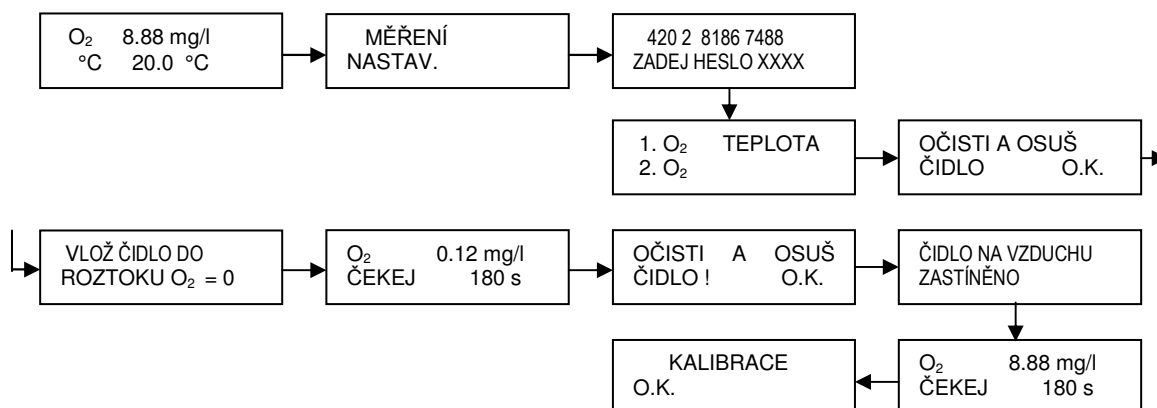 O₂ 8.88 mg/l
°C 20.0 °C
MĚŘENÍ
NASTAV.
420 2 8186 7488
ZADEJ HESLO XXXX
1. O₂ TEPLOTA
2. O₂
OČISTI A OSUŠ
ČIDLO O.K.
VLOŽ ČIDLO DO
ROZTOKU O₂ = 0
O₂ 0.12 mg/l
ČEKEJ 180 s
OČISTI A OSUŠ
ČIDLO ! O.K.
ČIDLO NA VZDUCHU
ZASTÍNĚNO
KALIBRACE
O.K.
O₂ 8.88 mg/l
ČEKEJ 180 s